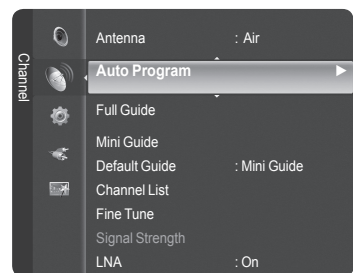 Channel
Antenna : Air
Auto Program
Full Guide
Mini Guide
Default Guide : Mini Guide
Channel List
Fine Tune
Signal Strength
LNA : On